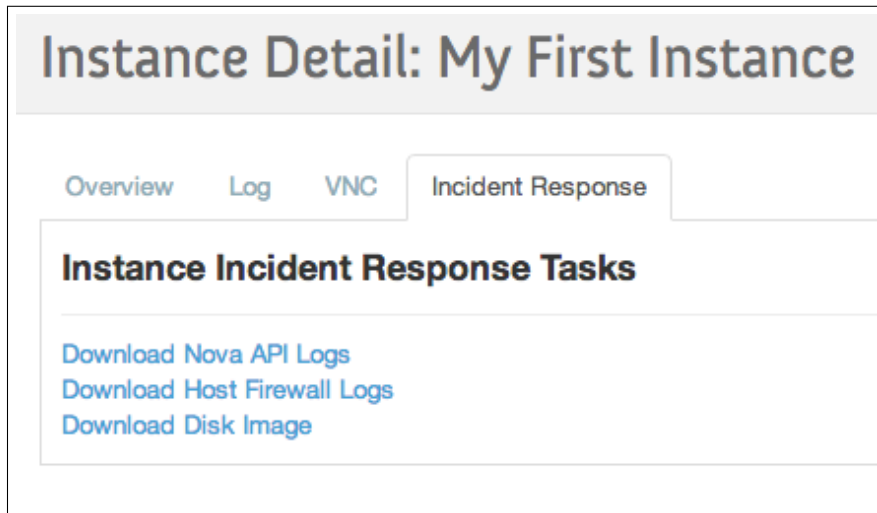 Instance Detail: My First Instance
Overview Log VNC Incident Response
Instance Incident Response Tasks
Download Nova API Logs
Download Host Firewall Logs
Download Disk Image